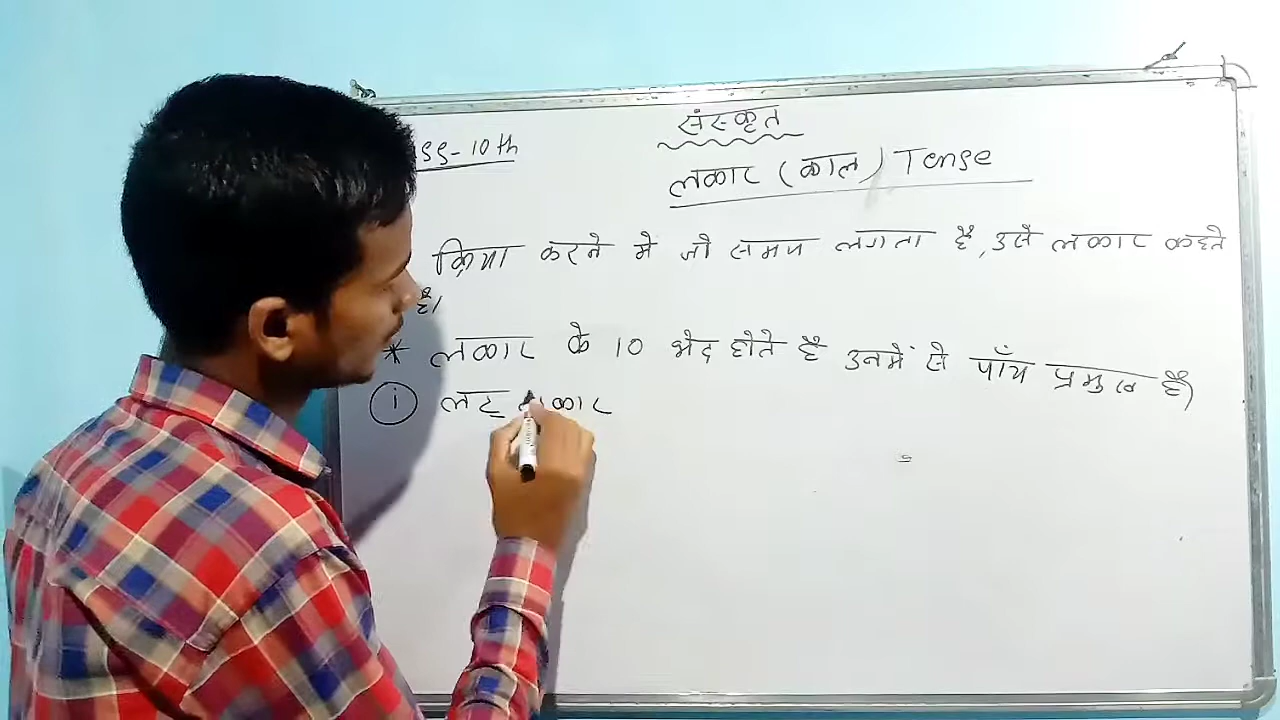 ss-10th
संस्कृत
लकार (काल) Tense
क्रिया करने में जो समय लगता है, उसे लकार कहते
है।
* लकार के 10 भेद होते है उनमें से पाँच प्रमुख है)
① लट् लकार